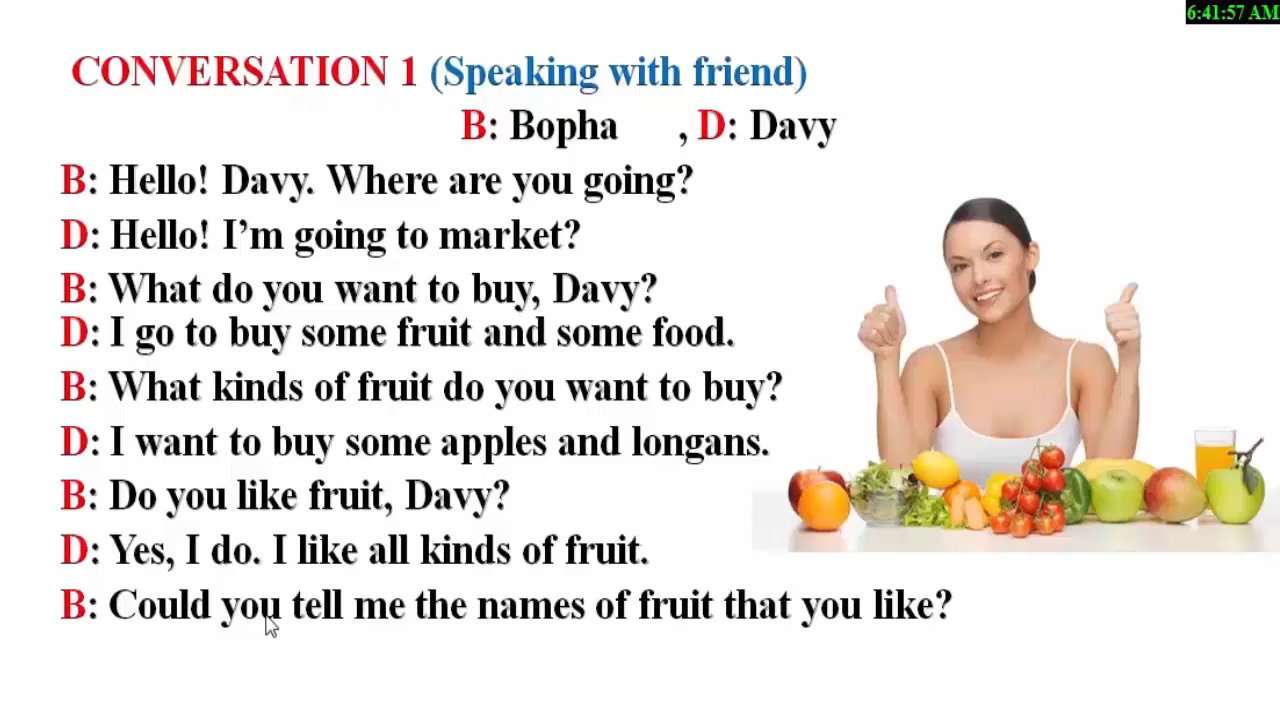 6:41:57 AM
CONVERSATION 1 (Speaking with friend)
B: Bopha , D: Davy
B: Hello! Davy. Where are you going?
D: Hello! I’m going to market?
B: What do you want to buy, Davy?
D: I go to buy some fruit and some food.
B: What kinds of fruit do you want to buy?
D: I want to buy some apples and longans.
B: Do you like fruit, Davy?
D: Yes, I do. I like all kinds of fruit.
B: Could you tell me the names of fruit that you like?